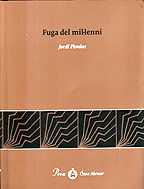 Fuga del mil·lenni
Jordi Pàmias
Proa Óssa Menor